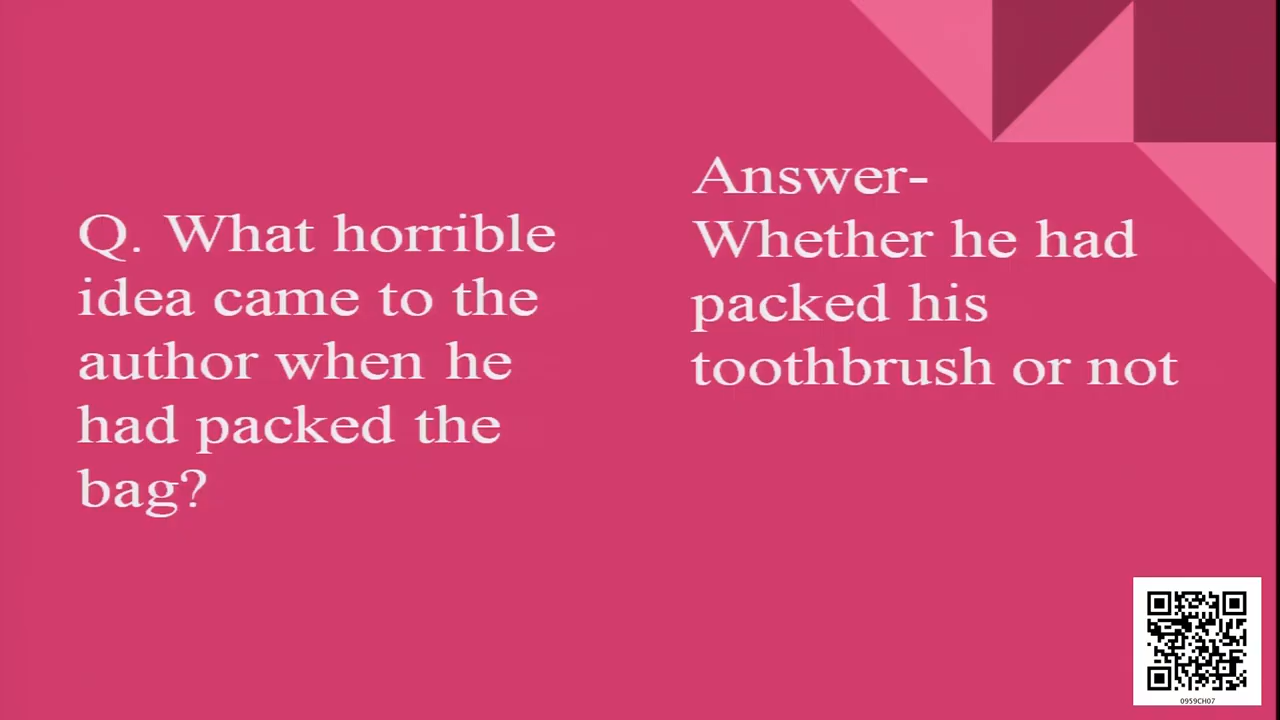 Q. What horrible
idea came to the
author when he
had packed the
bag?
Answer-
Whether he had
packed his
toothbrush or not
0959CH07